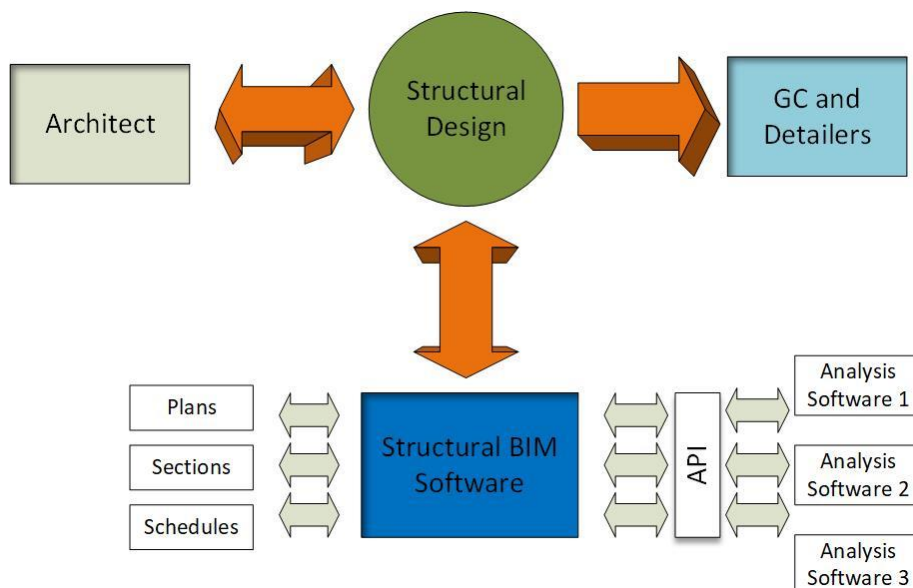 Architect
Structural
Design
GC and
Detailers
Plans
Sections
Schedules
Structural BIM
Software
API
Analysis
Software 1
Analysis
Software 2
Analysis
Software 3